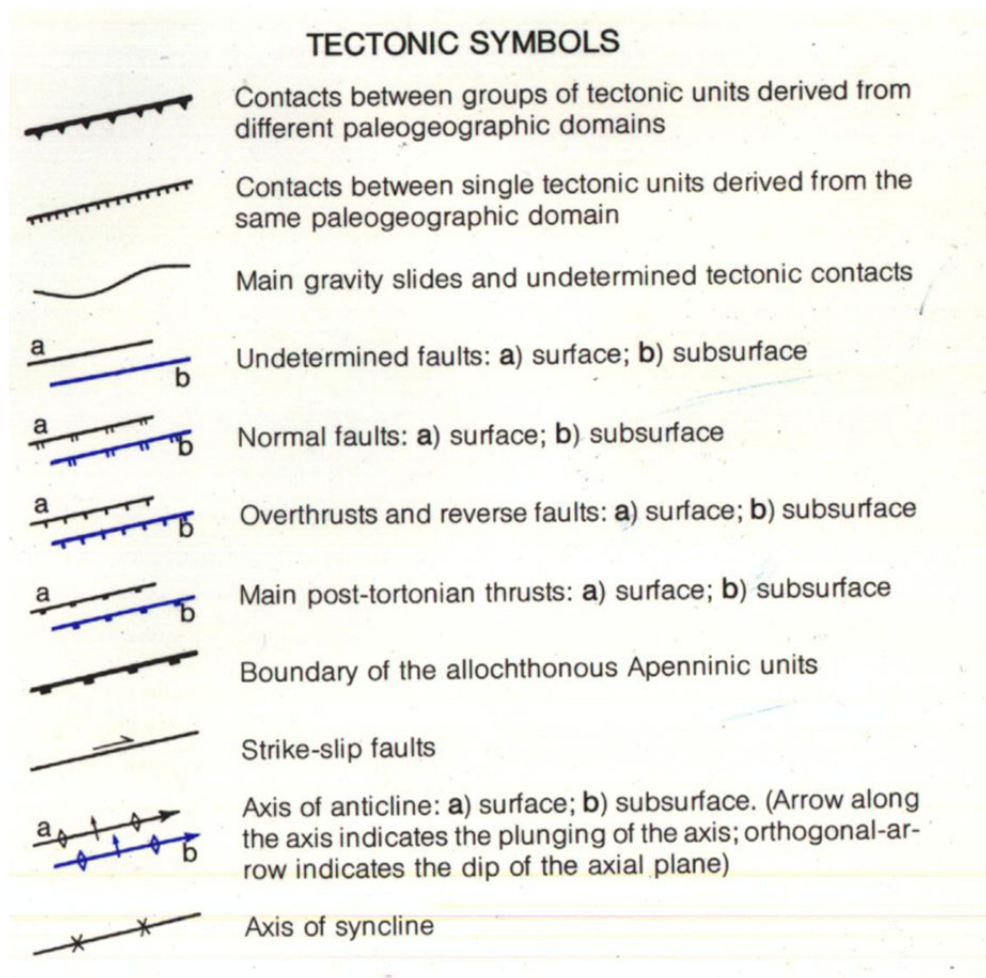 TECTONIC SYMBOLS
Contacts between groups of tectonic units derived from
different paleogeographic domains
Contacts between single tectonic units derived from the
same paleogeographic domain
Main gravity slides and undetermined tectonic contacts
a
b
Undetermined faults: a) surface; b) subsurface
a
b
Normal faults: a) surface; b) subsurface
a
b
Overthrusts and reverse faults: a) surface; b) subsurface
a
b
Main post-tortonian thrusts: a) surface; b) subsurface
Boundary of the allochthonous Apenninic units
Strike-slip faults
a
b
Axis of anticline: a) surface; b) subsurface. (Arrow along
the axis indicates the plunging of the axis; orthogonal-ar-
row indicates the dip of the axial plane)
Axis of syncline